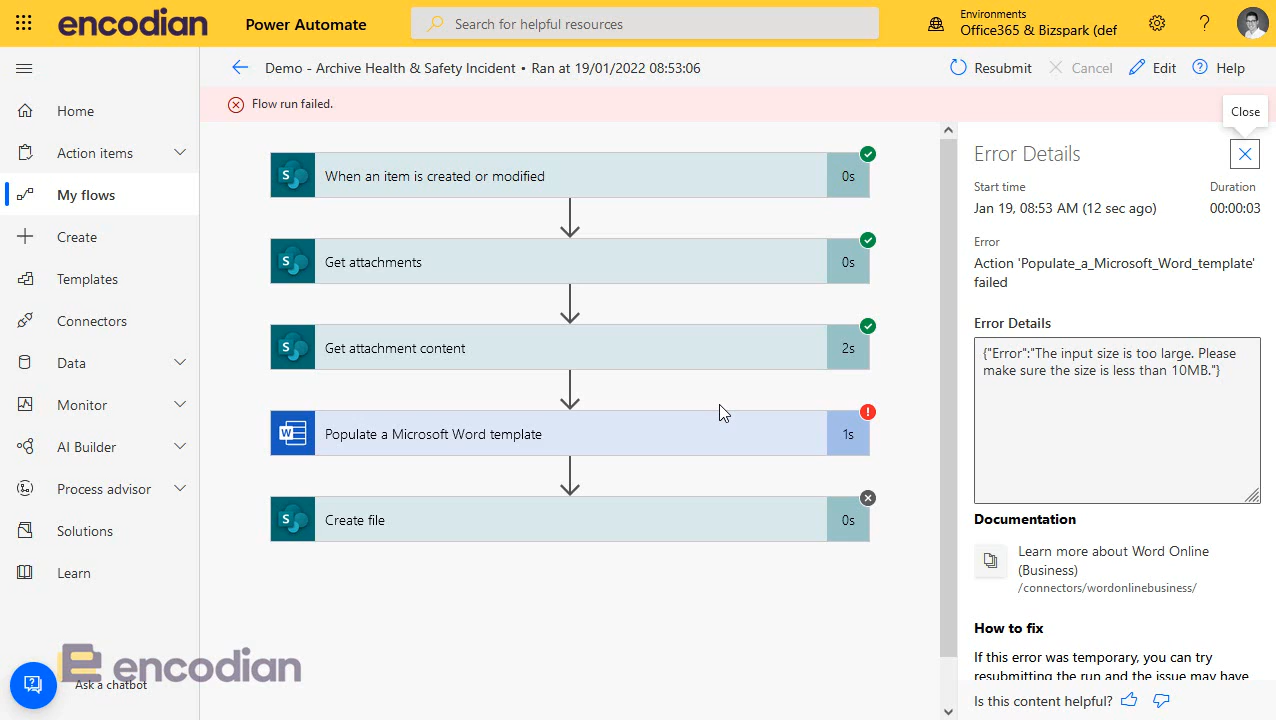 encodian
Power Automate
Search for helpful resources
Environments
Office365 & Bizspark (def
Demo - Archive Health & Safety Incident • Ran at 19/01/2022 08:53:06
Resubmit
Cancel
Edit
Help
Flow run failed.
Close
Home
Action items
My flows
Create
Templates
Connectors
Data
Monitor
AI Builder
Process advisor
Solutions
Learn
Ask a chatbot
encodian
When an item is created or modified
0s
Get attachments
0s
Get attachment content
2s
Populate a Microsoft Word template
1s
Create file
0s
Error Details
Start time
Duration
Jan 19, 08:53 AM (12 sec ago)
00:00:03
Error
Action 'Populate_a_Microsoft_Word_template'
failed
Error Details
{"Error":"The input size is too large. Please
make sure the size is less than 10MB."}
Documentation
Learn more about Word Online
(Business)
/connectors/wordonlinebusiness/
How to fix
If this error was temporary, you can try
resubmitting the run and the issue may have
Is this content helpful?